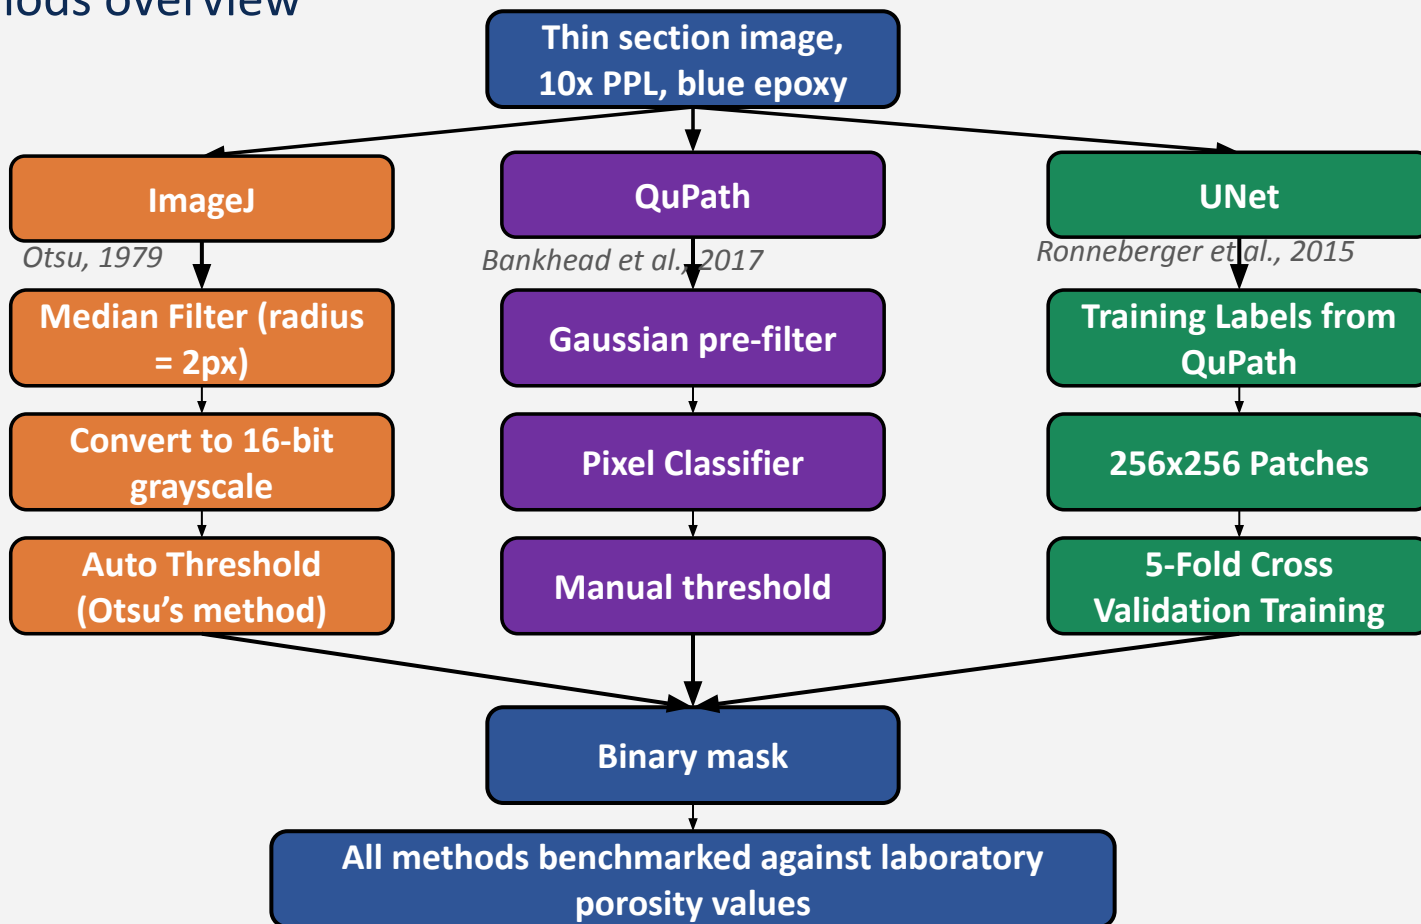 overview
Thin section image,
10x PPL, blue epoxy
ImageJ
QuPath
UNet
Otsu, 1979
Bankhead et al., 2017
Ronneberger et al., 2015
Median Filter (radius
= 2px)
Gaussian pre-filter
Training Labels from
QuPath
Convert to 16-bit
grayscale
Pixel Classifier
256x256 Patches
Auto Threshold
(Otsu’s method)
Manual threshold
5-Fold Cross
Validation Training
Binary mask
All methods benchmarked against laboratory
porosity values